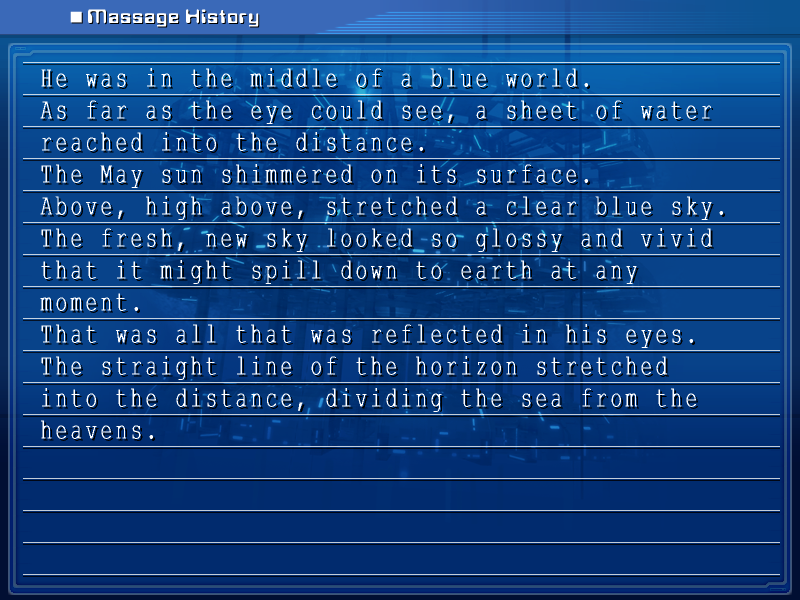 ■Massage History
He was in the middle of a blue world.
As far as the eye could see, a sheet of water
reached into the distance.
The May sun shimmered on its surface.
Above, high above, stretched a clear blue sky.
The fresh, new sky looked so glossy and vivid
that it might spill down to earth at any
moment.
That was all that was reflected in his eyes.
The straight line of the horizon stretched
into the distance, dividing the sea from the
heavens.